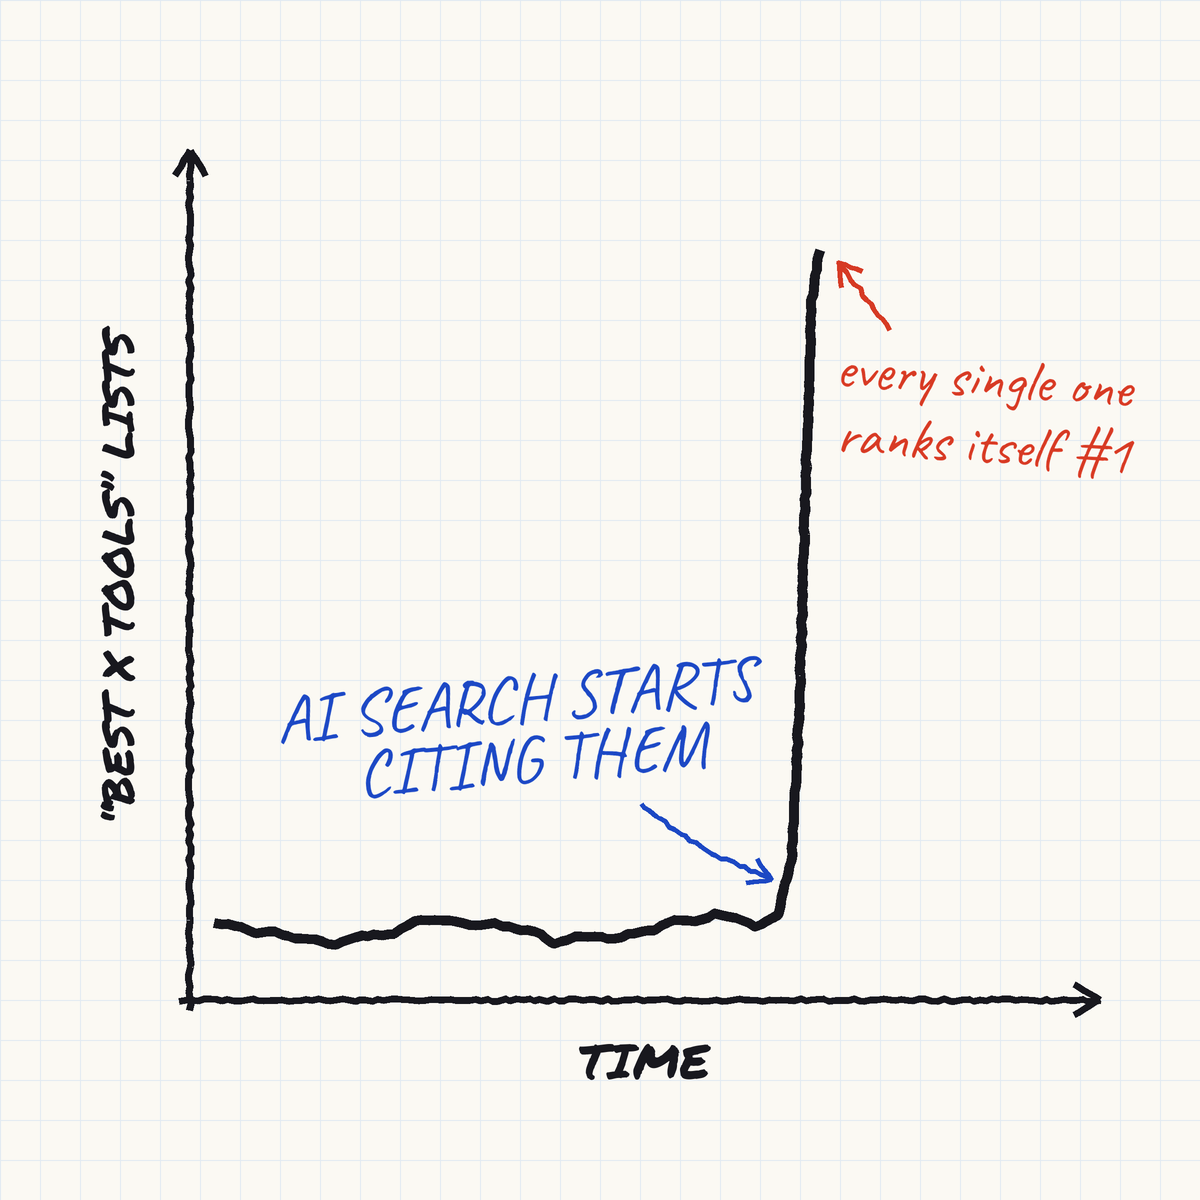 "BEST X TOOLS" LISTS
every single one
ranks itself #1
AI SEARCH STARTS
CITING THEM
TIME